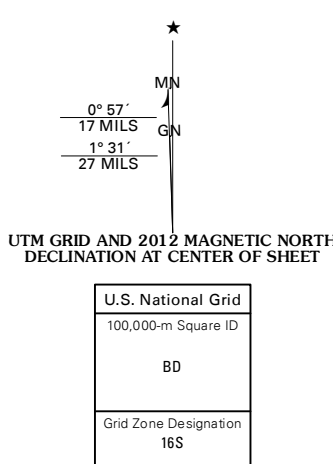 ★
MN
0° 57´
17 MILS
GN
1° 31´
27 MILS
UTM GRID AND 2012 MAGNETIC NORTH
DECLINATION AT CENTER OF SHEET
U.S. National Grid
100,000-m Square ID
BD
Grid Zone Designation
16S